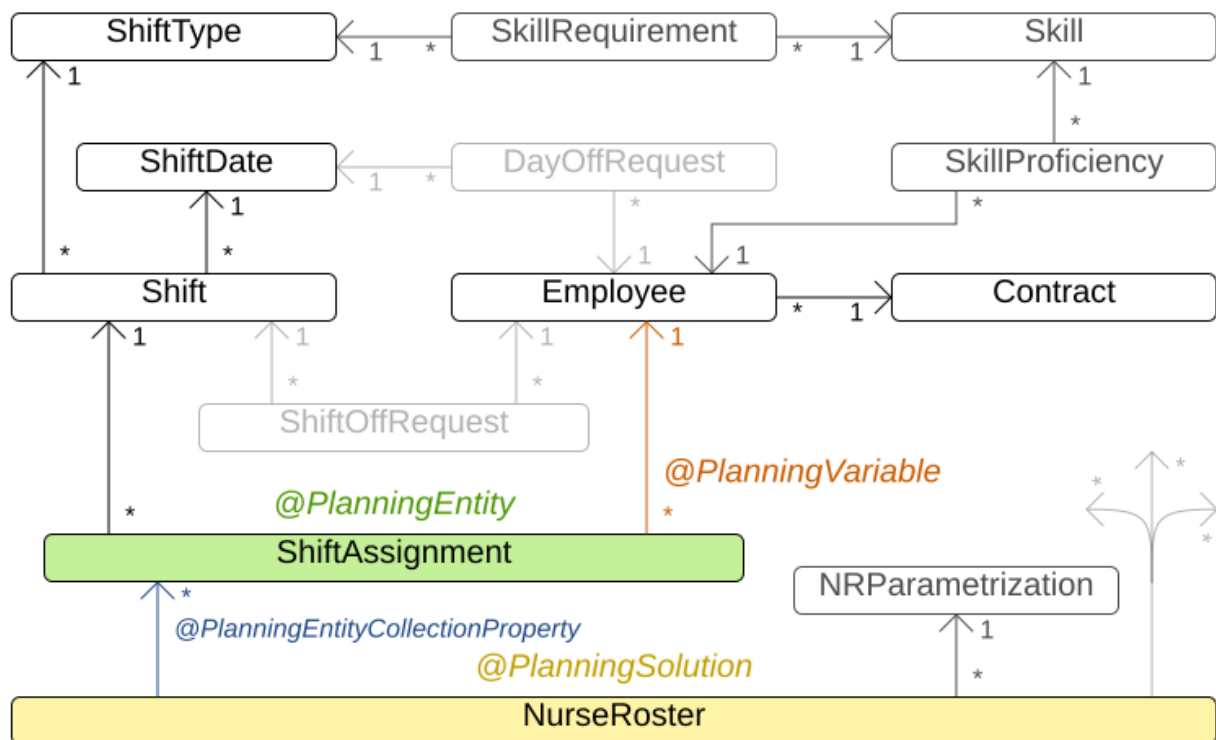 ShiftType
1
*
SkillRequirement
*
1
Skill
1
1
*
ShiftDate
1
*
DayOffRequest
SkillProficiency
1
*
*
*
*
1
1
Shift
Employee
*
1
Contract
1
1
1
1
*
*
ShiftOffRequest
@PlanningVariable
*
*
@PlanningEntity
*
*
*
ShiftAssignment
*
NRParametrization
@PlanningEntityCollectionProperty
1
@PlanningSolution
*
NurseRoster